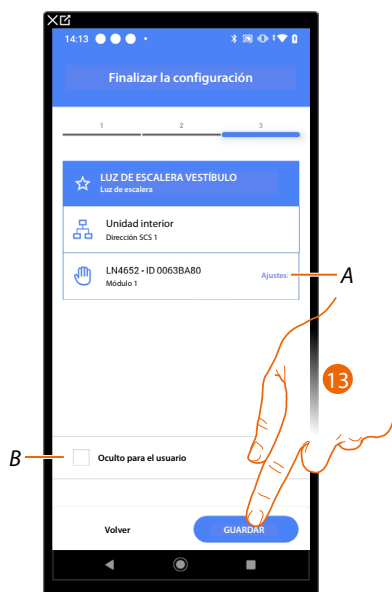 14:13
Finalizar la configuración
1 2 3
LUZ DE ESCALERA VESTÍBULO
Luz de escalera
Unidad interior
Dirección SCS 1
LN4652 - ID 0063BA80
Módulo 1
Ajustes
A
13
B
Oculto para el usuario
Volver
GUARDAR